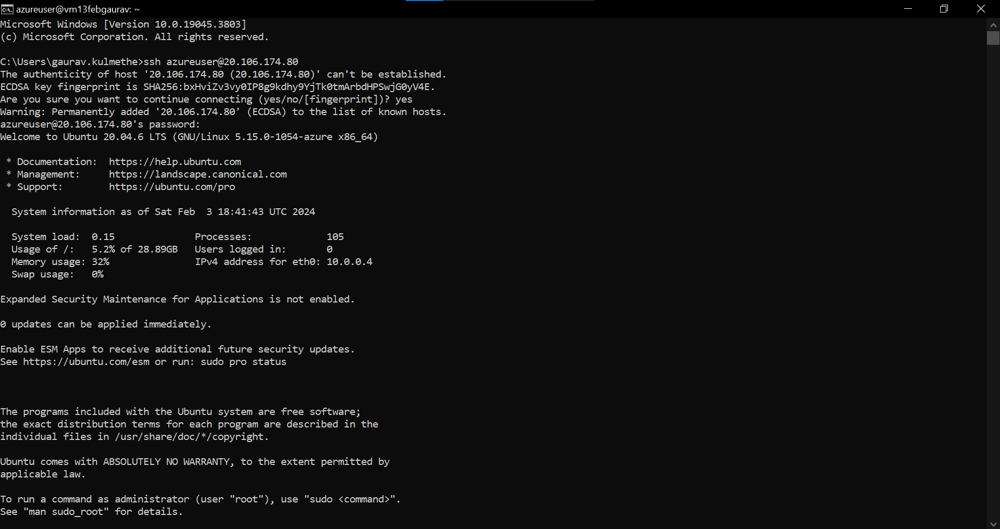 azureuser@vm13febgaurav: ~
Microsoft Windows [Version 10.0.19045.3803]
(c) Microsoft Corporation. All rights reserved.
C:\Users\gaurav.kulmethe>ssh azureuser@20.106.174.80
The authenticity of host '20.106.174.80 (20.106.174.80)' can't be established.
ECDSA key fingerprint is SHA256:bxHviZv3vy0IP8g9kdhy9YjTk0tmArbdHPSwjG0yV4E.
Are you sure you want to continue connecting (yes/no/[fingerprint])? yes
Warning: Permanently added '20.106.174.80' (ECDSA) to the list of known hosts.
azureuser@20.106.174.80's password:
Welcome to Ubuntu 20.04.6 LTS (GNU/Linux 5.15.0-1054-azure x86_64)
* Documentation:  https://help.ubuntu.com
* Management:     https://landscape.canonical.com
* Support:        https://ubuntu.com/pro
System information as of Sat Feb  3 18:41:43 UTC 2024
System load:  0.15              Processes:             105
Usage of /:   5.2% of 28.89GB   Users logged in:       0
Memory usage: 32%               IPv4 address for eth0: 10.0.0.4
Swap usage:   0%
Expanded Security Maintenance for Applications is not enabled.
0 updates can be applied immediately.
Enable ESM Apps to receive additional future security updates.
See https://ubuntu.com/esm or run: sudo pro status
The programs included with the Ubuntu system are free software;
the exact distribution terms for each program are described in the
individual files in /usr/share/doc/*/copyright.
Ubuntu comes with ABSOLUTELY NO WARRANTY, to the extent permitted by
applicable law.
To run a command as administrator (user "root"), use "sudo <command>".
See "man sudo_root" for details.